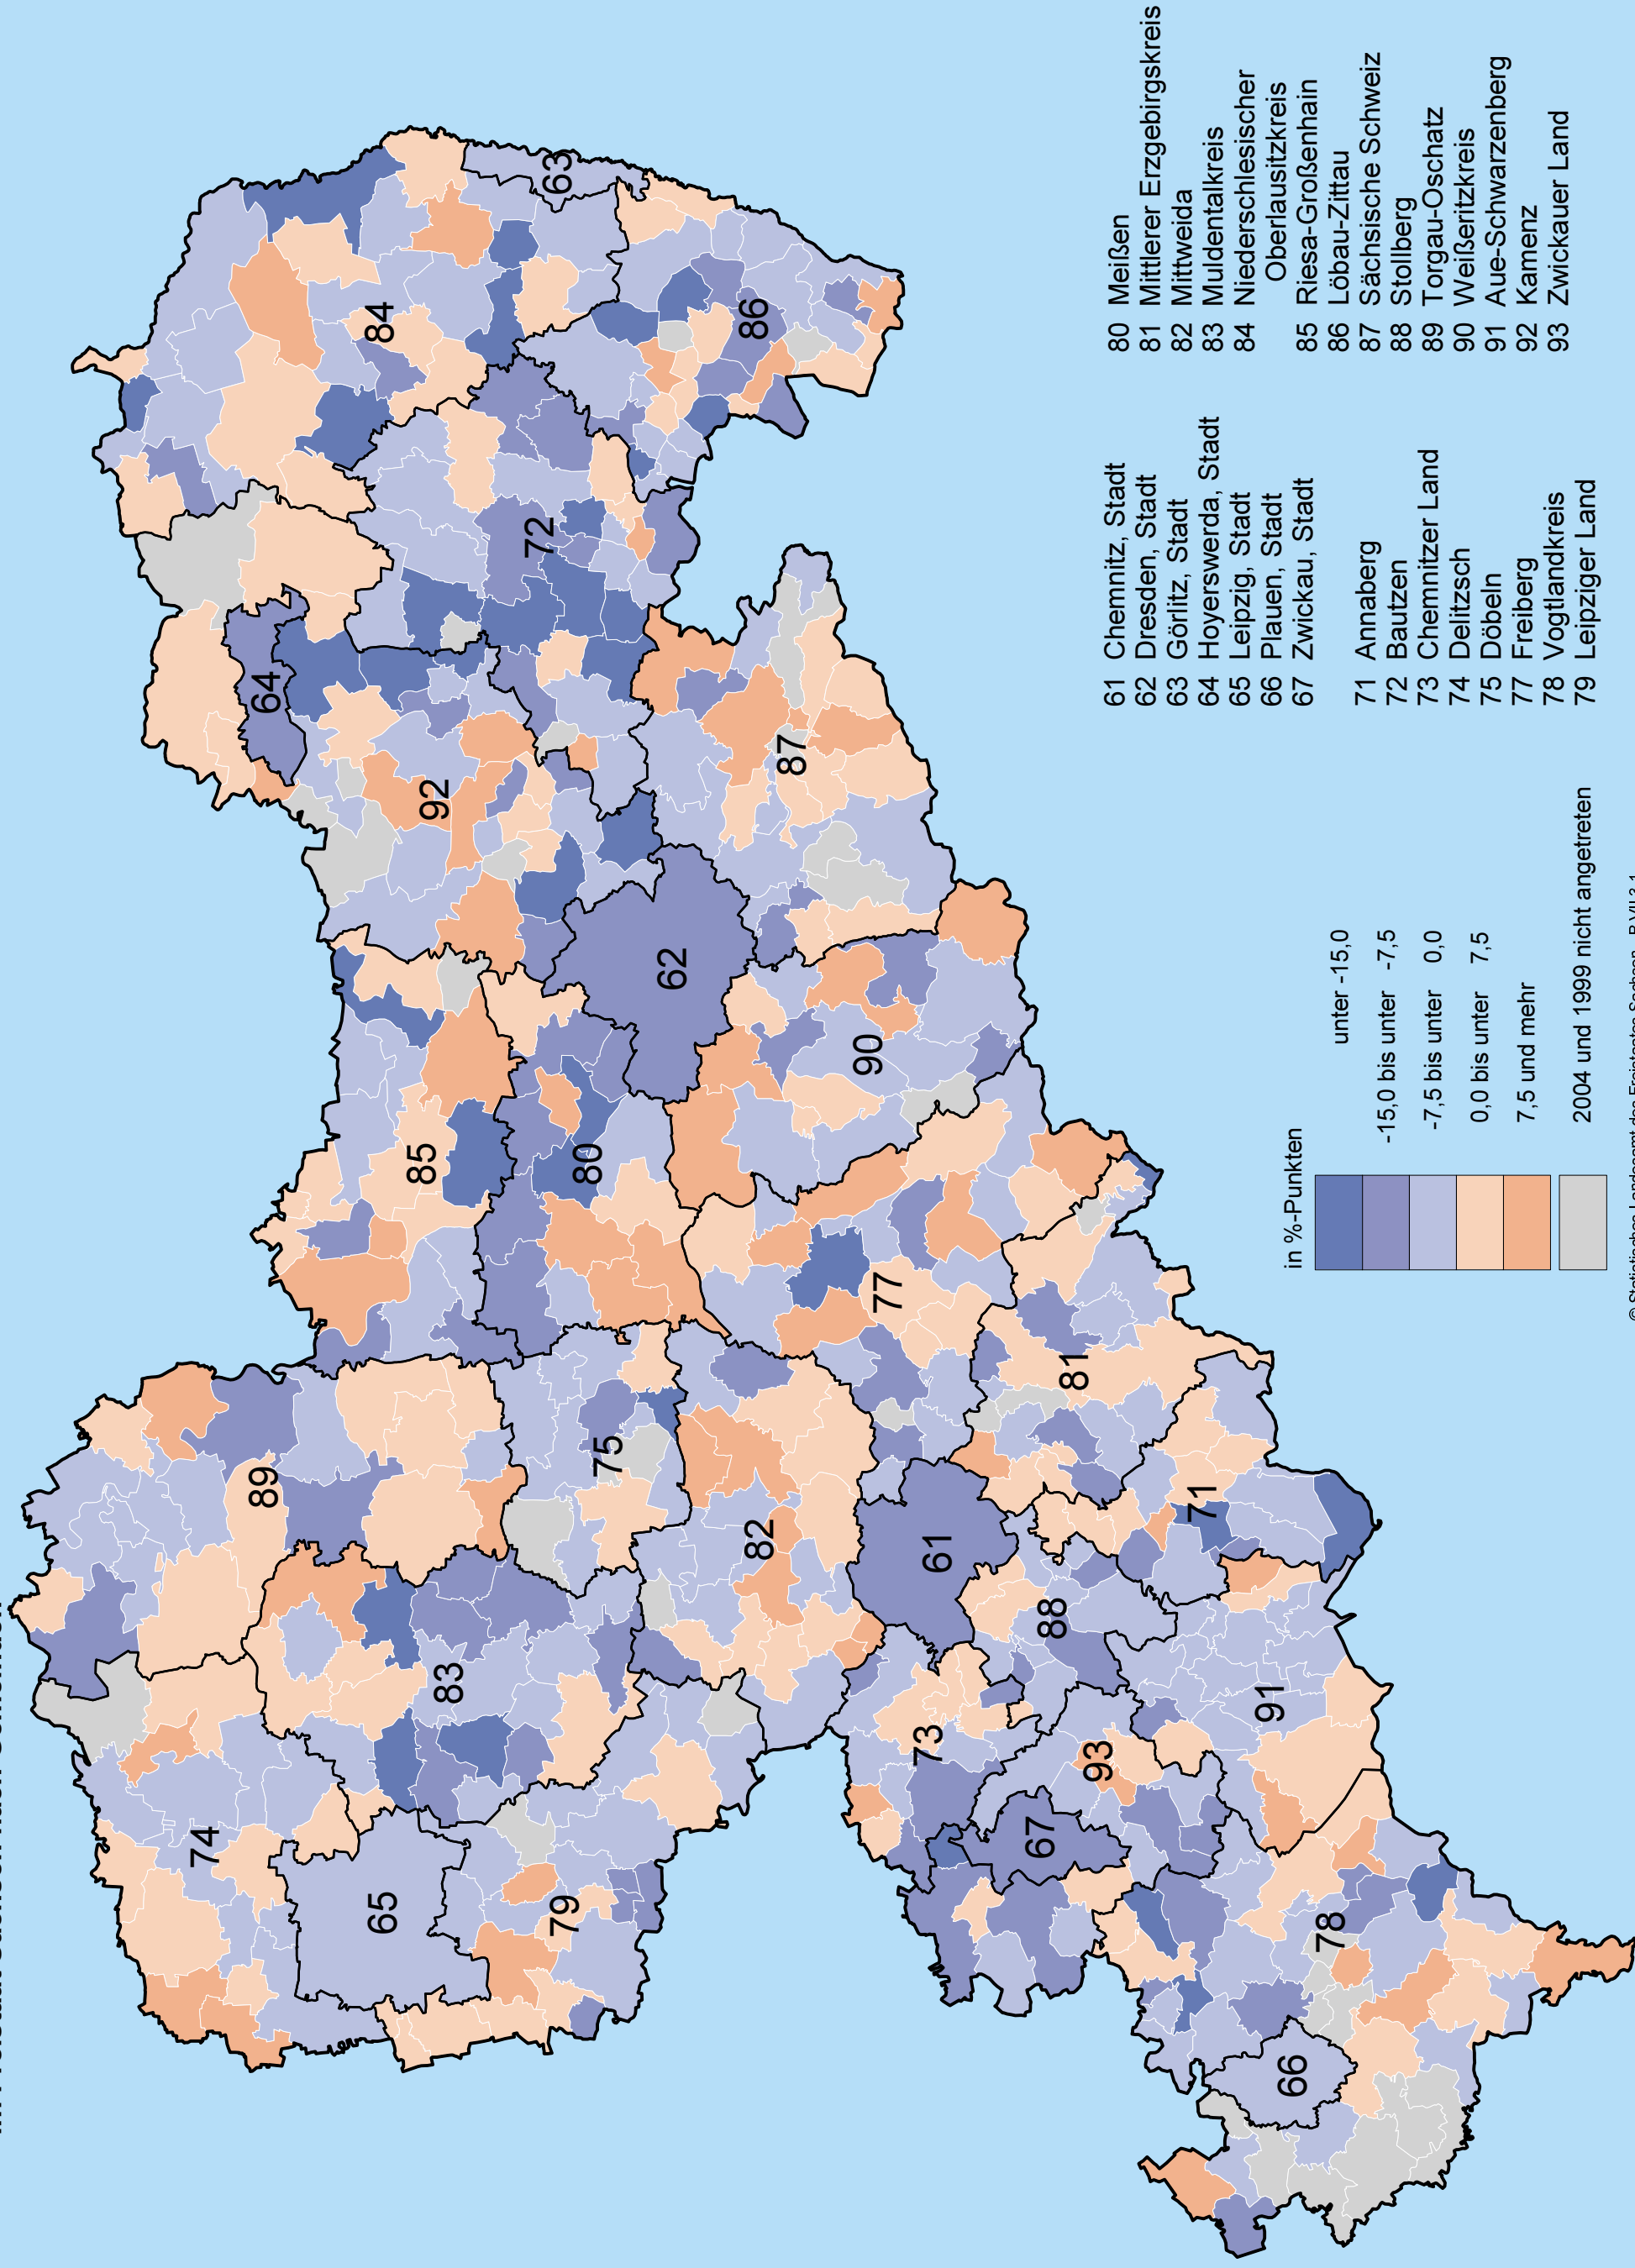 61 Chemnitz, Stadt
62 Dresden, Stadt
63 Görlitz, Stadt
64 Hoyerswerda, Stadt
65 Leipzig, Stadt
66 Plauen, Stadt
67 Zwickau, Stadt
71 Annaberg
72 Bautzen
73 Chemnitzer Land
74 Delitzsch
75 Döbeln
77 Freiberg
78 Vogtlandkreis
79 Leipziger Land
80 Meißen
81 Mittlerer Erzgebirgskreis
82 Mittweida
83 Muldentalkreis
84 Niederschlesischer
Oberlausitzkreis
85 Riesa-Großenhain
86 Löbau-Zittau
87 Sächsische Schweiz
88 Stollberg
89 Torgau-Oschatz
90 Weißeritzkreis
91 Aue-Schwarzenberg
92 Kamenz
93 Zwickauer Land
in %-Punkten
unter -15,0
-15,0 bis unter -7,5
-7,5 bis unter 0,0
0,0 bis unter 7,5
7,5 und mehr
2004 und 1999 nicht angetreten
89
74
83
65
79
75
82
85
80
64
92
84
72
63
86
62
87
90
77
81
61
71
88
73
91
93
67
78
66